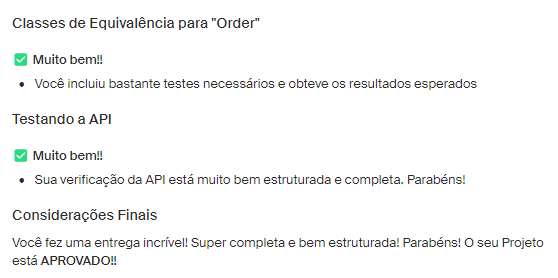 Classes de Equivalência para "Order"
✅ Muito bem!!
• Você incluiu bastante testes necessários e obteve os resultados esperados
Testando a API
✅ Muito bem!!
• Sua verificação da API está muito bem estruturada e completa. Parabéns!
Considerações Finais
Você fez uma entrega incrível! Super completa e bem estruturada! Parabéns! O seu Projeto
está APROVADO!!